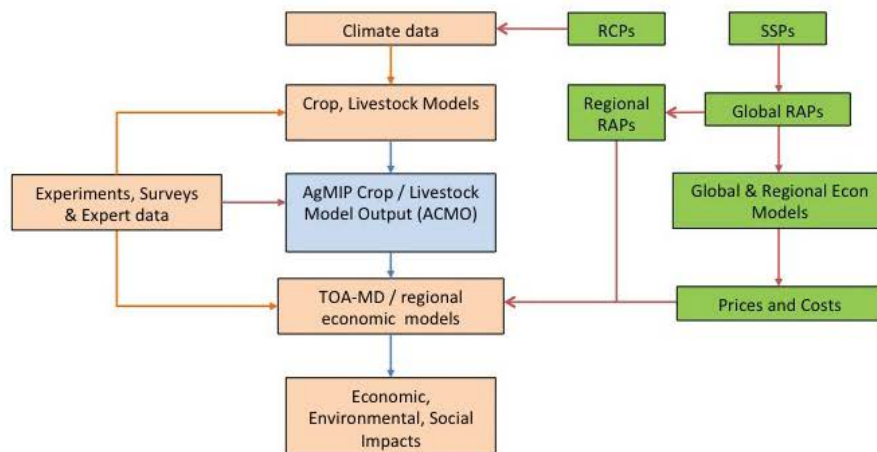 Climate data
RCPs
SSPs
Crop, Livestock Models
Regional
RAPs
Global RAPs
Experiments, Surveys
& Expert data
AgMIP Crop / Livestock
Model Output (ACMO)
Global & Regional Econ
Models
TOA-MD / regional
economic models
Prices and Costs
Economic,
Environmental, Social
Impacts